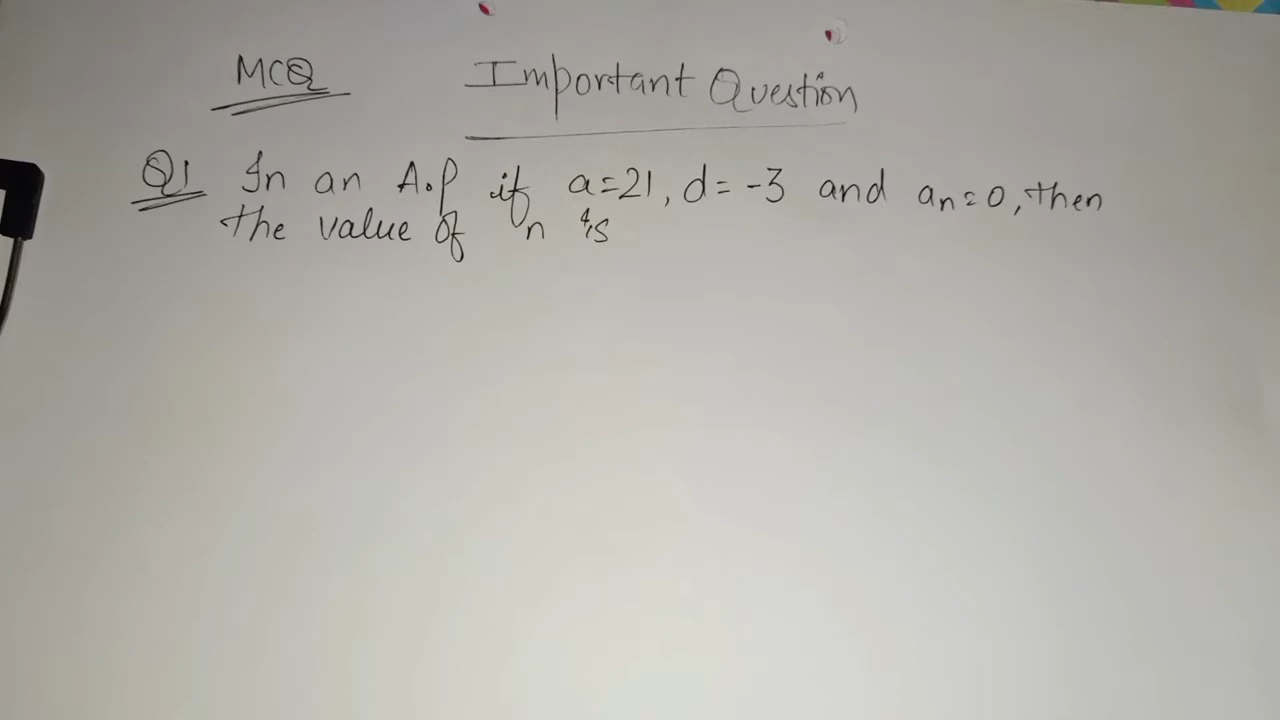 MCQ Important Question
Q1 In an A.P if a=21, d= -3 and an=0, then
the value of n is